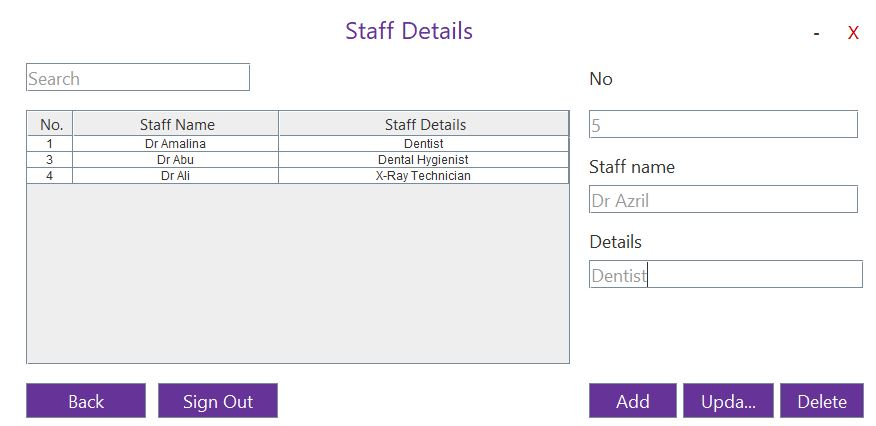 Staff Details
- X
Search
No. Staff Name Staff Details
1 Dr Amalina Dentist
3 Dr Abu Dental Hygienist
4 Dr Ali X-Ray Technician
No
5
Staff name
Dr Azril
Details
Dentist
Back Sign Out Add Upda... Delete